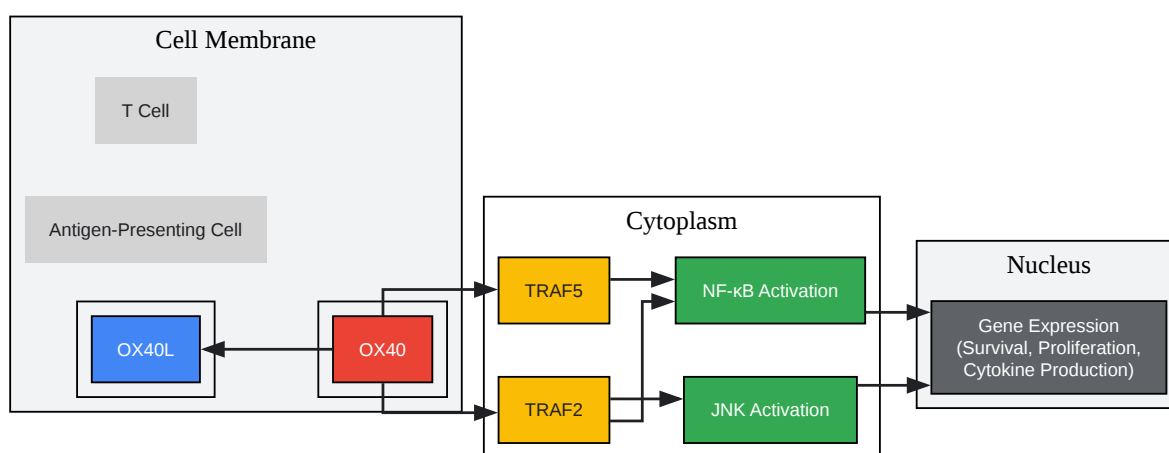 Cell Membrane
T Cell
Antigen-Presenting Cell
OX40L
OX40
Cytoplasm
TRAF5
NF-κB Activation
TRAF2
JNK Activation
Nucleus
Gene Expression
(Survival, Proliferation,
Cytokine Production)